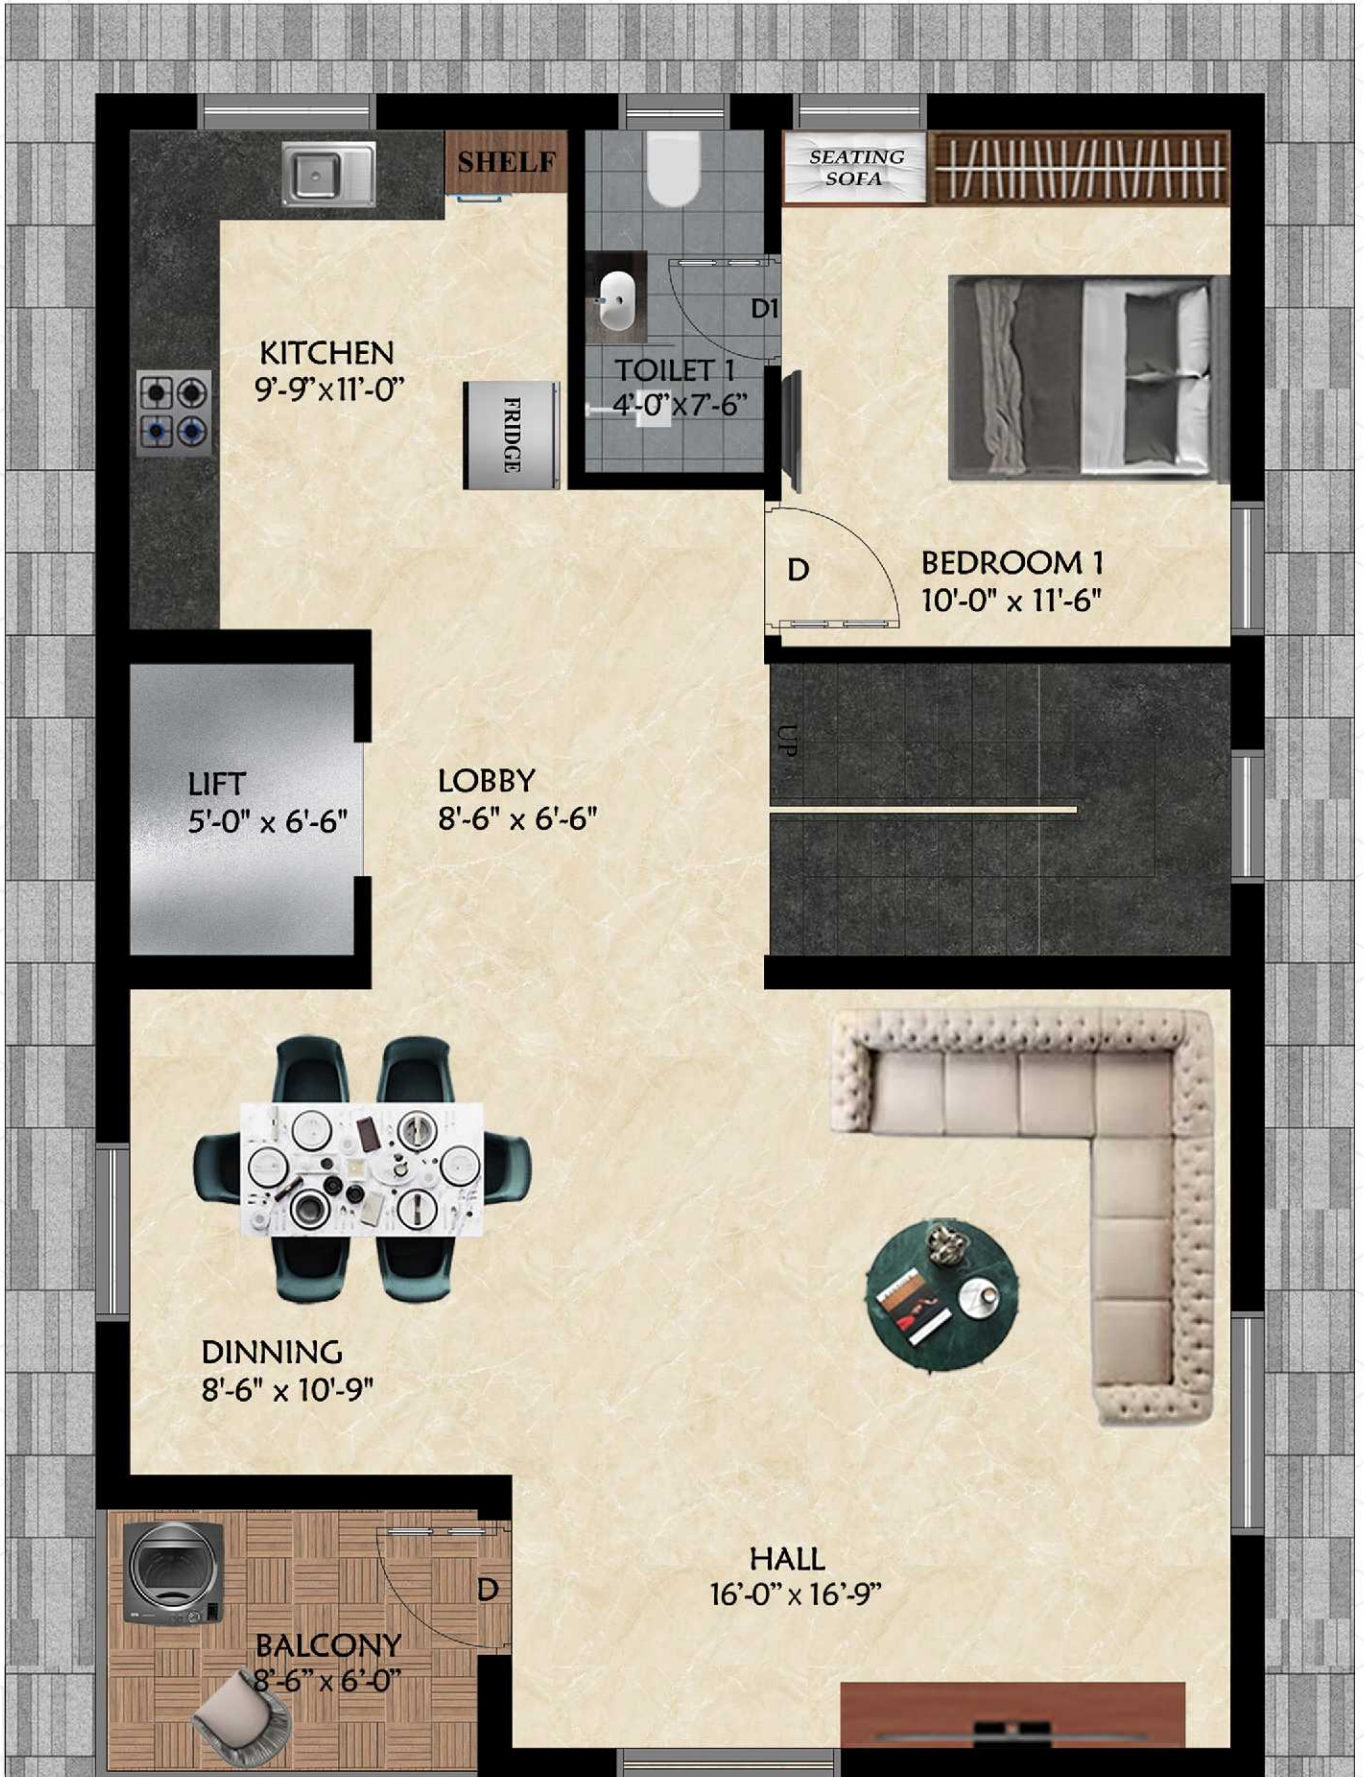 SHELF
SEATING
SOFA
D1
KITCHEN
9'-9"x11'-0"
TOILET 1
4'-0"x7'-6"
FRIDGE
D
BEDROOM 1
10'-0" x 11'-6"
UP
LIFT
5'-0" x 6'-6"
LOBBY
8'-6" x 6'-6"
DINNING
8'-6" x 10'-9"
HALL
16'-0" x 16'-9"
D
BALCONY
8'-6" x 6'-0"